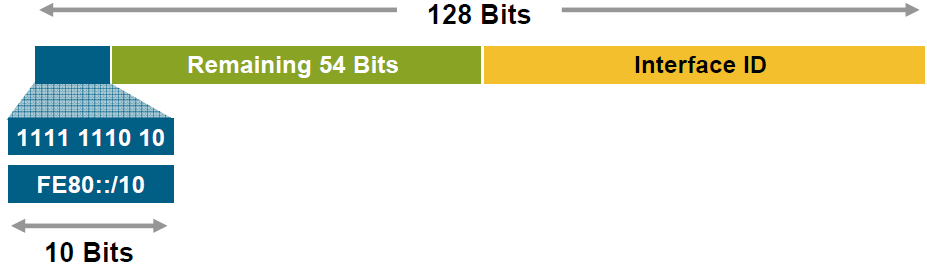 128 Bits
Remaining 54 Bits
Interface ID
1111 1110 10
FE80::/10
10 Bits